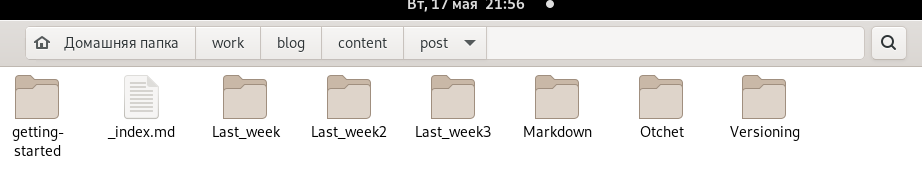 Вт, 17 мая 21:56
Домашняя папка work blog content post
getting-started _index.md Last_week Last_week2 Last_week3 Markdown Otchet Versioning